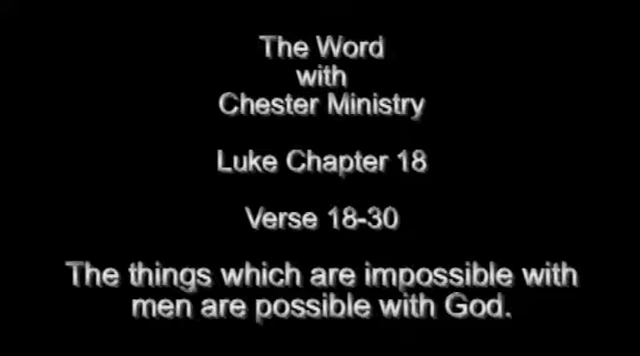 The Word
with
Chester Ministry
Luke Chapter 18
Verse 18-30
The things which are impossible with
men are possible with God.